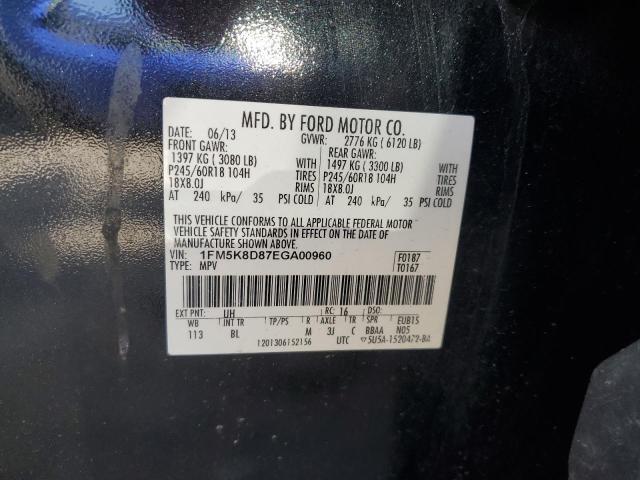 MFD. BY FORD MOTOR CO.
DATE: 06/13 GVWR: 2776 KG ( 6120 LB)
FRONT GAWR: REAR GAWR:
1397 KG ( 3080 LB) 1497 KG ( 3300 LB)
P245/60R18 104H WITH TIRES P245/60R18 104H WITH TIRES
18X8.0J RIMS 18X8.0J RIMS
AT 240 kPa/ 35 PSI COLD AT 240 kPa/ 35 PSI COLD
THIS VEHICLE CONFORMS TO ALL APPLICABLE FEDERAL MOTOR
VEHICLE SAFETY STANDARDS IN EFFECT ON THE DATE OF
MANUFACTURE SHOWN ABOVE.
VIN: 1FM5K8D87EGA00960 F0187
TYPE: MPV T0167
EXT PNT: UH RC: 16 DSO:
WB INT TR TP/PS R AXLE TR SPR EUB15
113 BL M 3J C BBAA N05
1201306152156 UTC 5U5A-1520472-BA